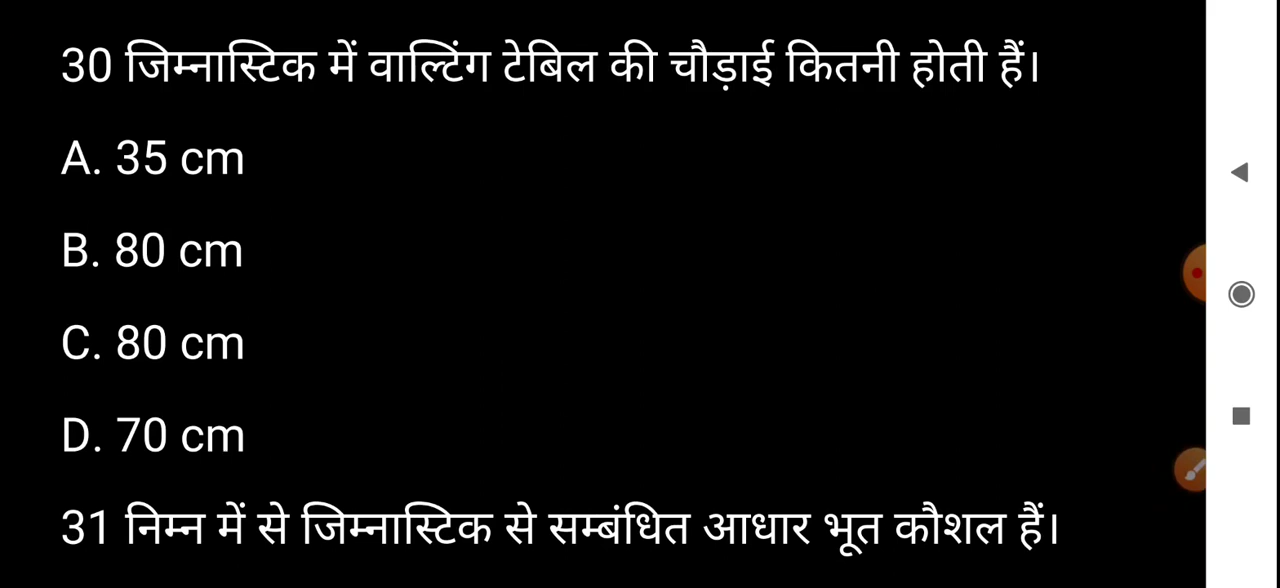 30 जिम्नास्टिक में वाल्टिंग टेबिल की चौड़ाई कितनी होती हैं।
A. 35 cm
B. 80 cm
C. 80 cm
D. 70 cm
31 निम्न में से जिम्नास्टिक से सम्बंधित आधार भूत कौशल हैं।